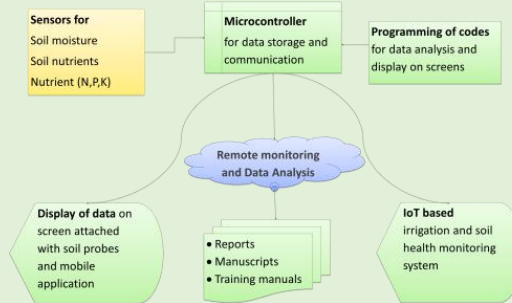 Sensors for
Soil moisture
Soil nutrients
Nutrient (N,P,K)
Microcontroller
for data storage and
communication
Programming of codes
for data analysis and
display on screens
Remote monitoring
and Data Analysis
Display of data on
screen attached
with soil probes
and mobile
application
• Reports
• Manuscripts
• Training manuals
IoT based
irrigation and soil
health monitoring
system